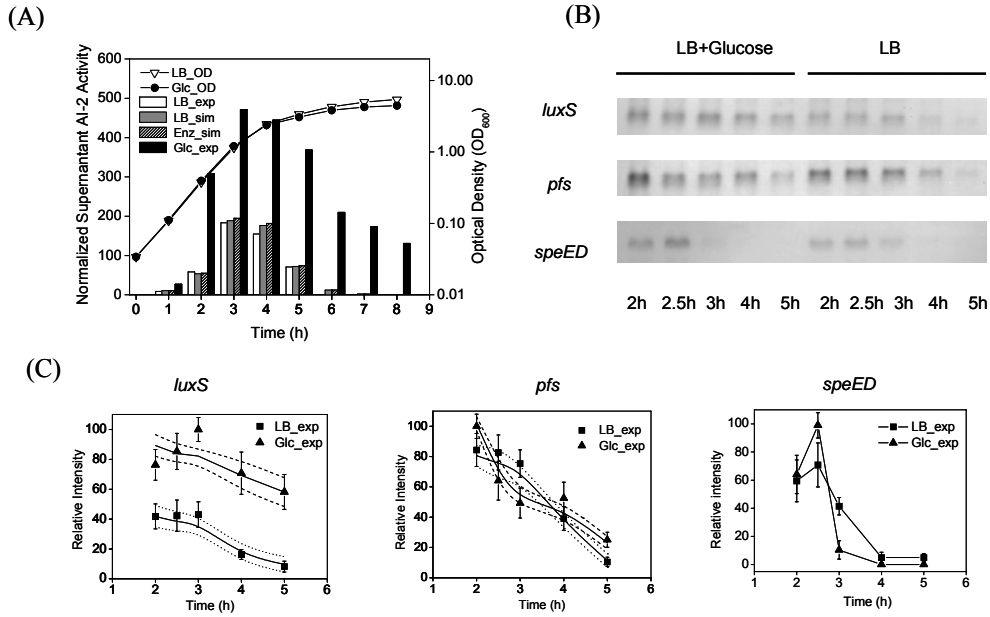 (A)
Normalized Supernatant AI-2 Activity
600
500
400
300
200
100
0
LB_OD
Glc_OD
LB_exp
LB_sim
Enz_sim
Glc_exp
10.00
1.00
0.10
0.01
Optical Density (OD600)
0 1 2 3 4 5 6 7 8 9
Time (h)
(B)
LB+Glucose LB
luxS
pfs
speED
2h 2.5h 3h 4h 5h 2h 2.5h 3h 4h 5h
(C)
luxS
Relative Intensity
100
80
60
40
20
0
LB_exp
Glc_exp
1 2 3 4 5 6
Time (h)
pfs
Relative Intensity
100
80
60
40
20
0
LB_exp
Glc_exp
1 2 3 4 5 6
Time (h)
speED
Relative Intensity
100
80
60
40
20
0
LB_exp
Glc_exp
1 2 3 4 5 6
Time (h)